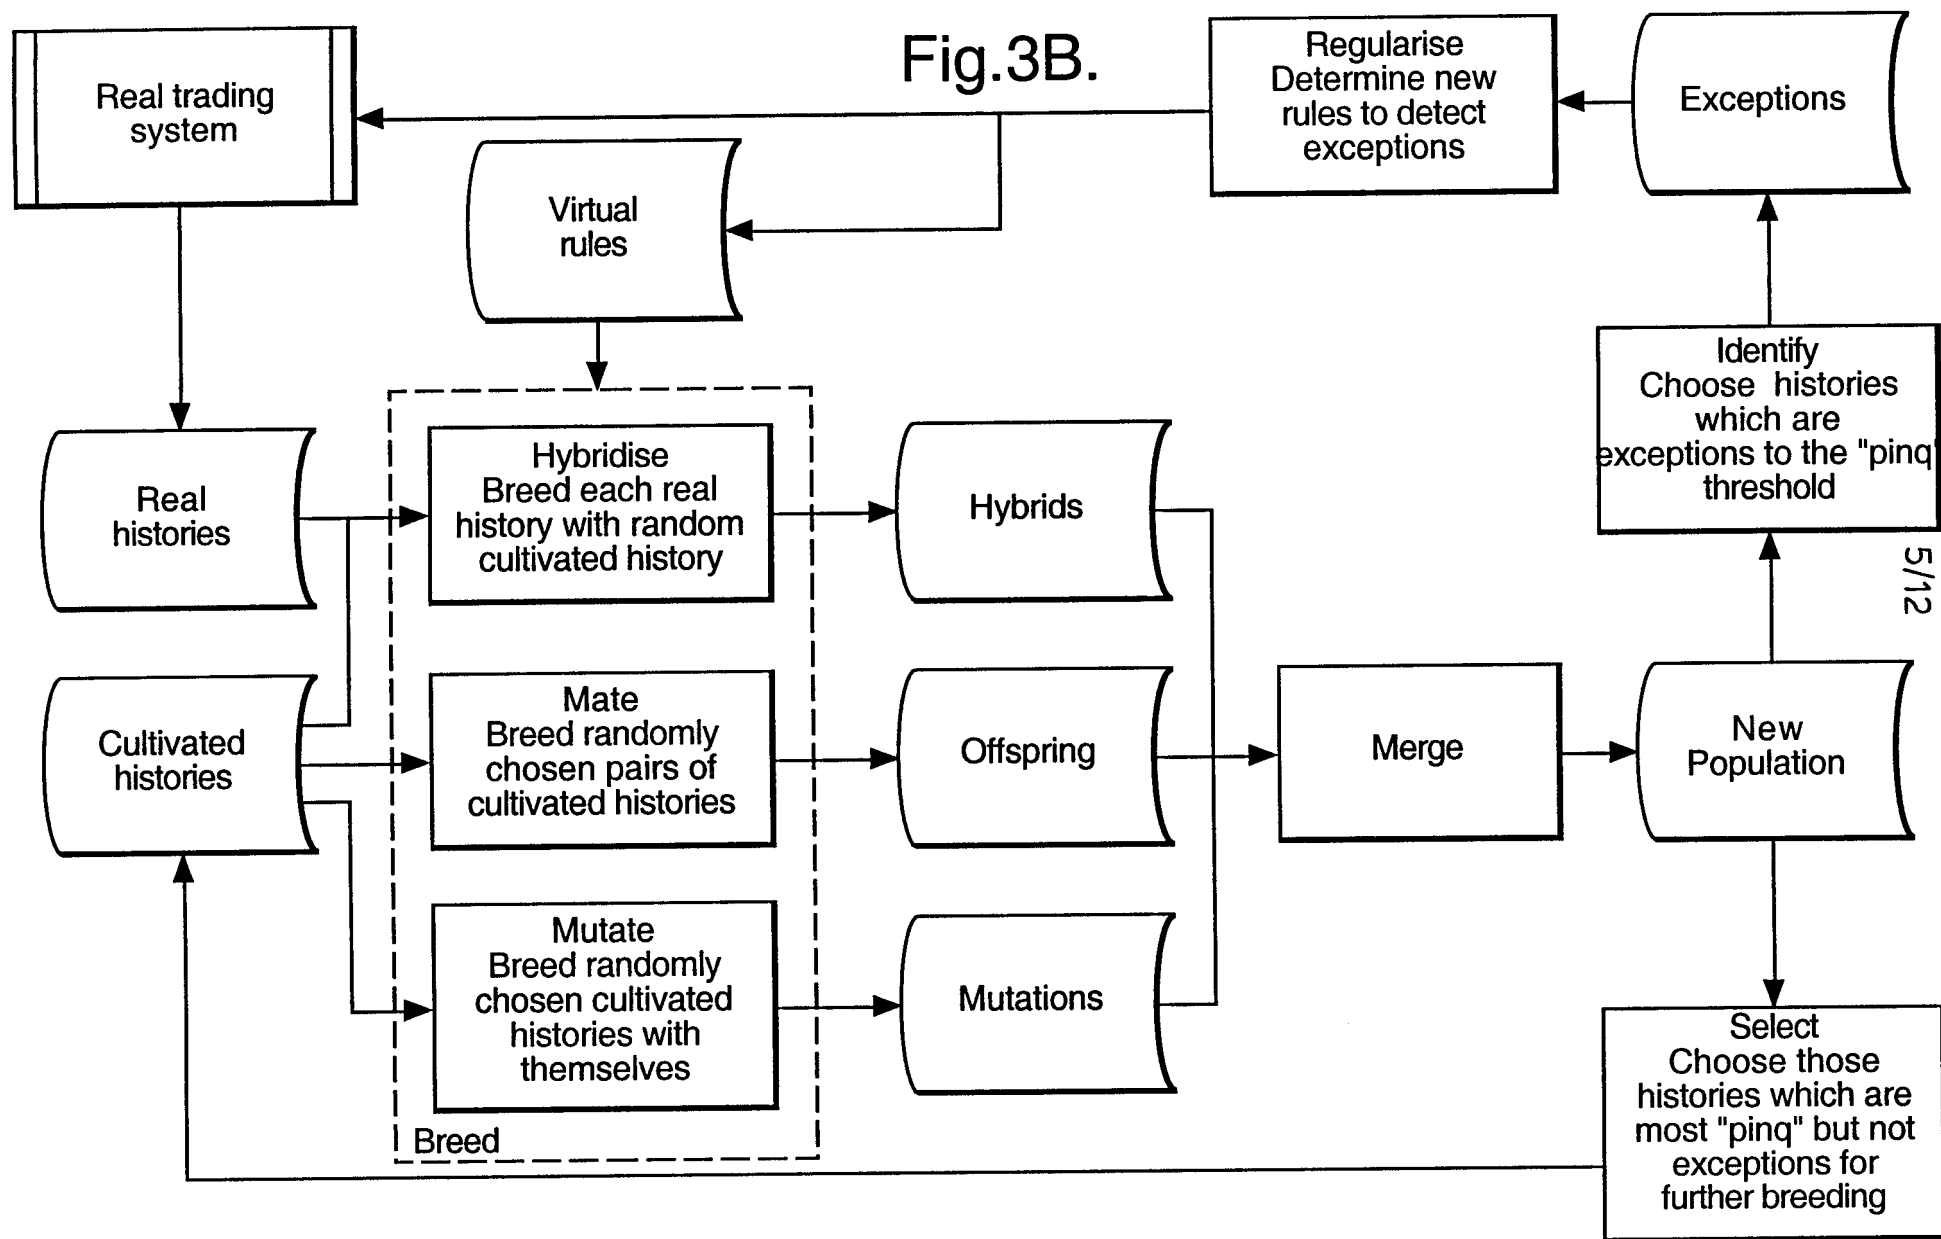 Fig.3B.
Real trading
system
Regularise
Determine new
rules to detect
exceptions
Exceptions
Virtual
rules
Identify
Choose histories
which are
exceptions to the "pinq"
threshold
Real
histories
Hybridise
Breed each real
history with random
cultivated history
Hybrids
5/12
Cultivated
histories
Mate
Breed randomly
chosen pairs of
cultivated histories
Offspring
Merge
New
Population
Mutate
Breed randomly
chosen cultivated
histories with
themselves
Mutations
Breed
Select
Choose those
histories which are
most "pinq" but not
exceptions for
further breeding